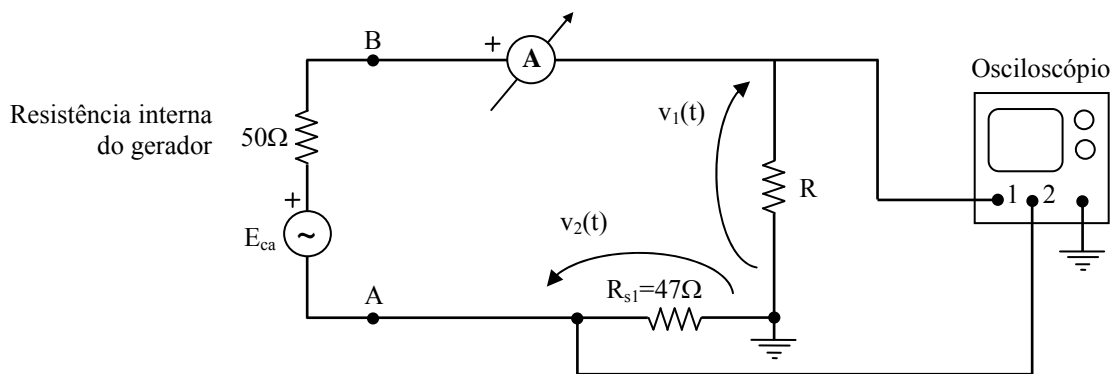 B
+
A
Osciloscópio
v₁(t)
Resistência interna
do gerador
50Ω
R
1
2
+
E_ca
~
v₂(t)
A
R_s1=47Ω